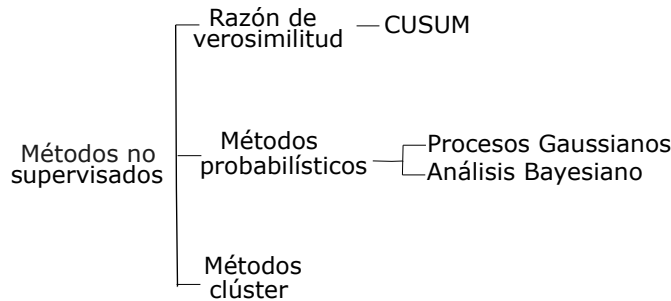 Razón de
verosimilitud
CUSUM
Métodos no
supervisados
Métodos
probabilísticos
Procesos Gaussianos
Análisis Bayesiano
Métodos
clúster